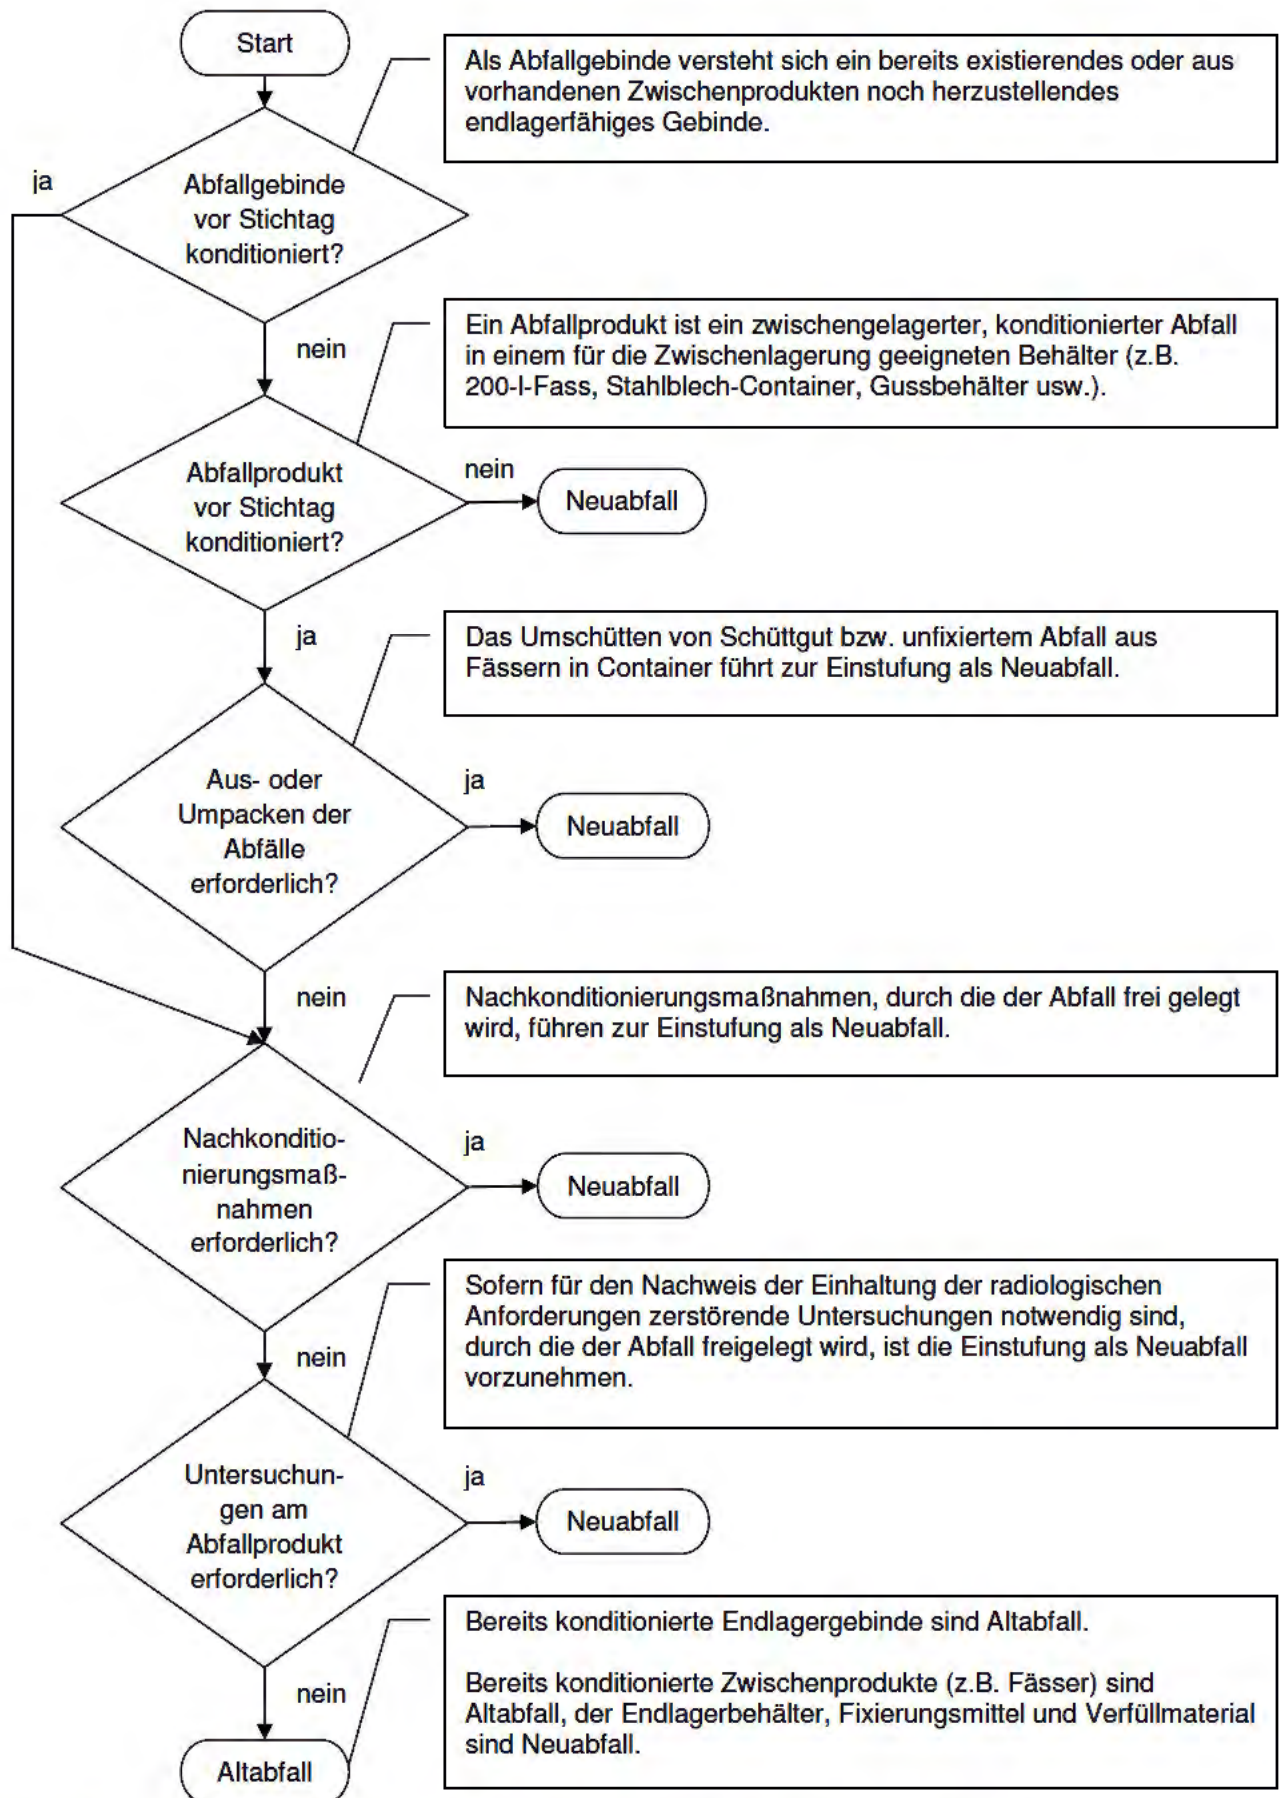 Start
Als Abfallgebinde versteht sich ein bereits existierendes oder aus
vorhandenen Zwischenprodukten noch herzustellendes
endlagerfähiges Gebinde.
ja
Abfallgebinde
vor Stichtag
konditioniert?
nein
Ein Abfallprodukt ist ein zwischengelagerter, konditionierter Abfall
in einem für die Zwischenlagerung geeigneten Behälter (z.B.
200-l-Fass, Stahlblech-Container, Gussbehälter usw.).
Abfallprodukt
vor Stichtag
konditioniert?
nein
Neuabfall
ja
Das Umschütten von Schüttgut bzw. unfixiertem Abfall aus
Fässern in Container führt zur Einstufung als Neuabfall.
Aus- oder
Umpacken der
Abfälle
erforderlich?
ja
Neuabfall
nein
Nachkonditionierungsmaßnahmen, durch die der Abfall frei gelegt
wird, führen zur Einstufung als Neuabfall.
Nachkonditio-
nierungsmaß-
nahmen
erforderlich?
ja
Neuabfall
nein
Sofern für den Nachweis der Einhaltung der radiologischen
Anforderungen zerstörende Untersuchungen notwendig sind,
durch die der Abfall freigelegt wird, ist die Einstufung als Neuabfall
vorzunehmen.
Untersuchun-
gen am
Abfallprodukt
erforderlich?
ja
Neuabfall
nein
Bereits konditionierte Endlagergebinde sind Altabfall.
Bereits konditionierte Zwischenprodukte (z.B. Fässer) sind
Altabfall, der Endlagerbehälter, Fixierungsmittel und Verfüllmaterial
sind Neuabfall.
Altabfall